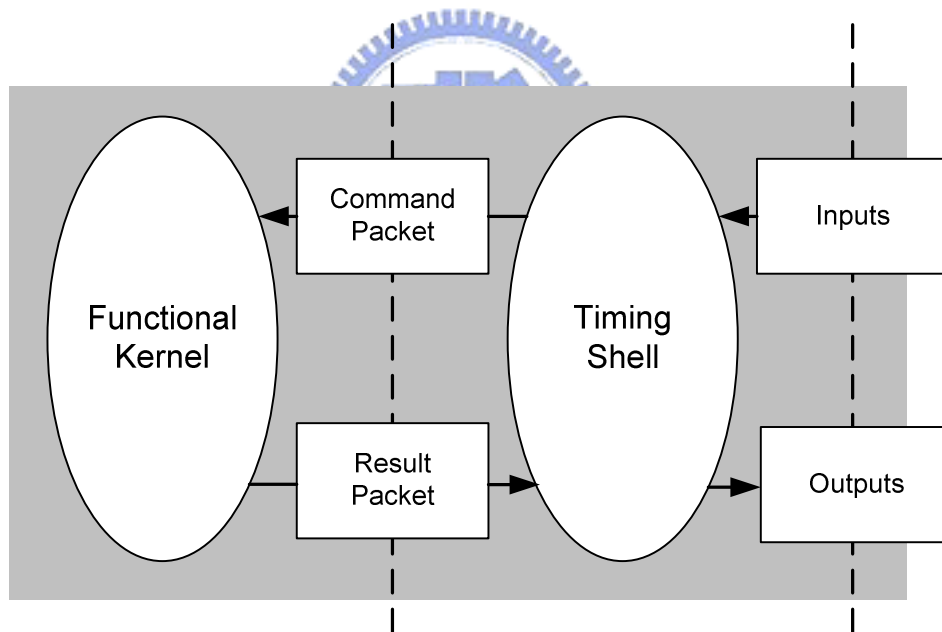 Command
Packet
Inputs
Functional
Kernel
Timing
Shell
Result
Packet
Outputs